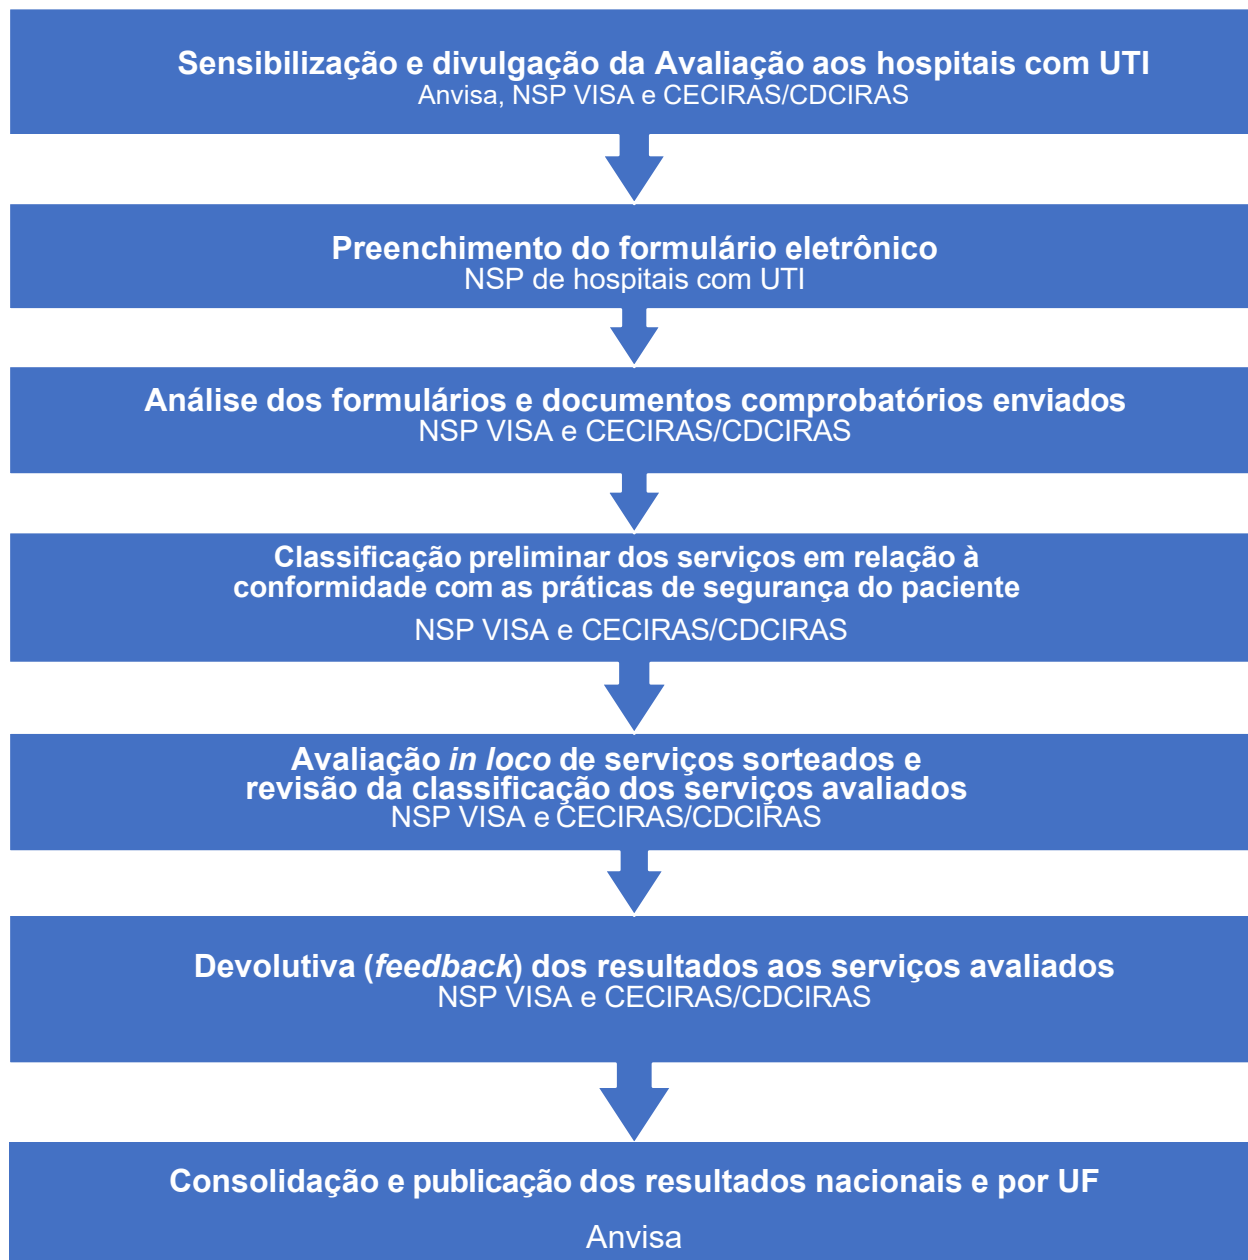 Sensibilização e divulgação da Avaliação aos hospitais com UTI
Anvisa, NSP VISA e CECIRAS/CDCIRAS
Preenchimento do formulário eletrônico
NSP de hospitais com UTI
Análise dos formulários e documentos comprobatórios enviados
NSP VISA e CECIRAS/CDCIRAS
Classificação preliminar dos serviços em relação à
conformidade com as práticas de segurança do paciente
NSP VISA e CECIRAS/CDCIRAS
Avaliação in loco de serviços sorteados e
revisão da classificação dos serviços avaliados
NSP VISA e CECIRAS/CDCIRAS
Devolutiva (feedback) dos resultados aos serviços avaliados
NSP VISA e CECIRAS/CDCIRAS
Consolidação e publicação dos resultados nacionais e por UF
Anvisa